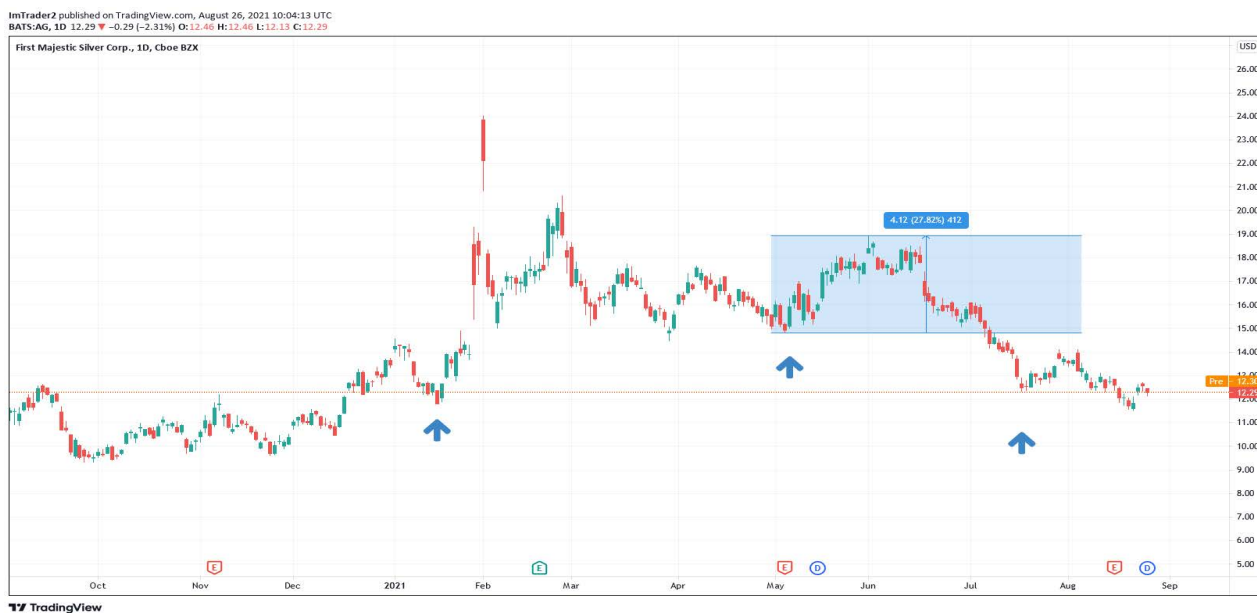 ImTrader2 published on TradingView.com, August 26, 2021 10:04:13 UTC
BATS:AG, 1D 12.29 ▼ −0.29 (−2.31%) O:12.46 H:12.46 L:12.13 C:12.29
First Majestic Silver Corp., 1D, Cboe BZX
USD
26.00
25.00
24.00
23.00
22.00
21.00
20.00
4.12 (27.82%) 412
19.00
18.00
17.00
16.00
15.00
14.00
13.00
Pre 12.30
12.29
12.00
11.00
10.00
9.00
8.00
7.00
6.00
5.00
E E E D E D
Oct Nov Dec 2021 Feb Mar Apr May Jun Jul Aug Sep
TradingView